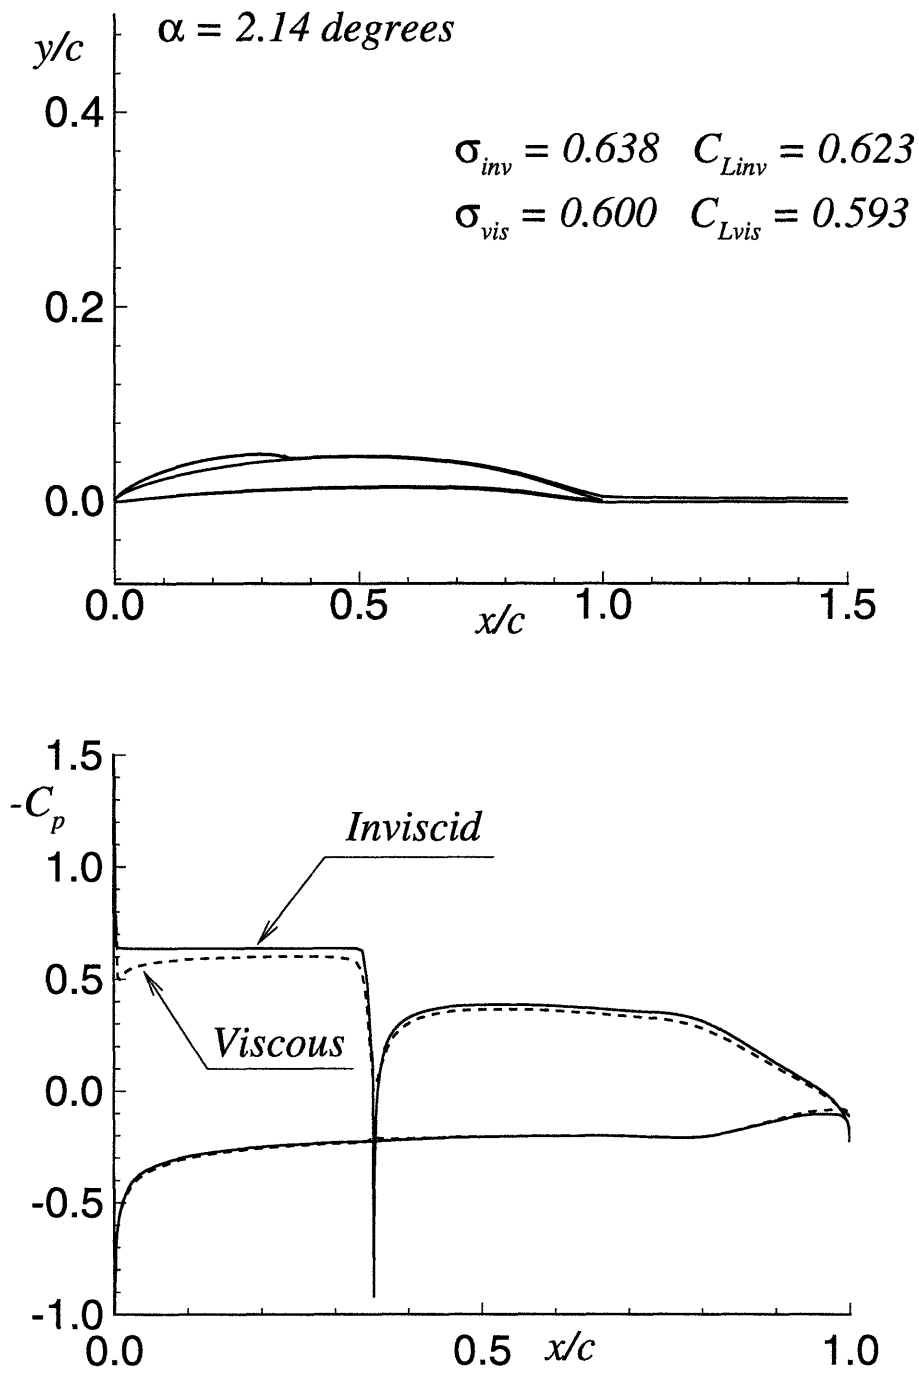 α = 2.14 degrees
y/c
0.4
σinv = 0.638 CLinv = 0.623
σvis = 0.600 CLvis = 0.593
0.2
0.0
0.0 0.5 1.0 1.5
x/c
1.5
-Cp
Inviscid
1.0
0.5
Viscous
0.0
-0.5
-1.0
0.0 0.5 x/c 1.0